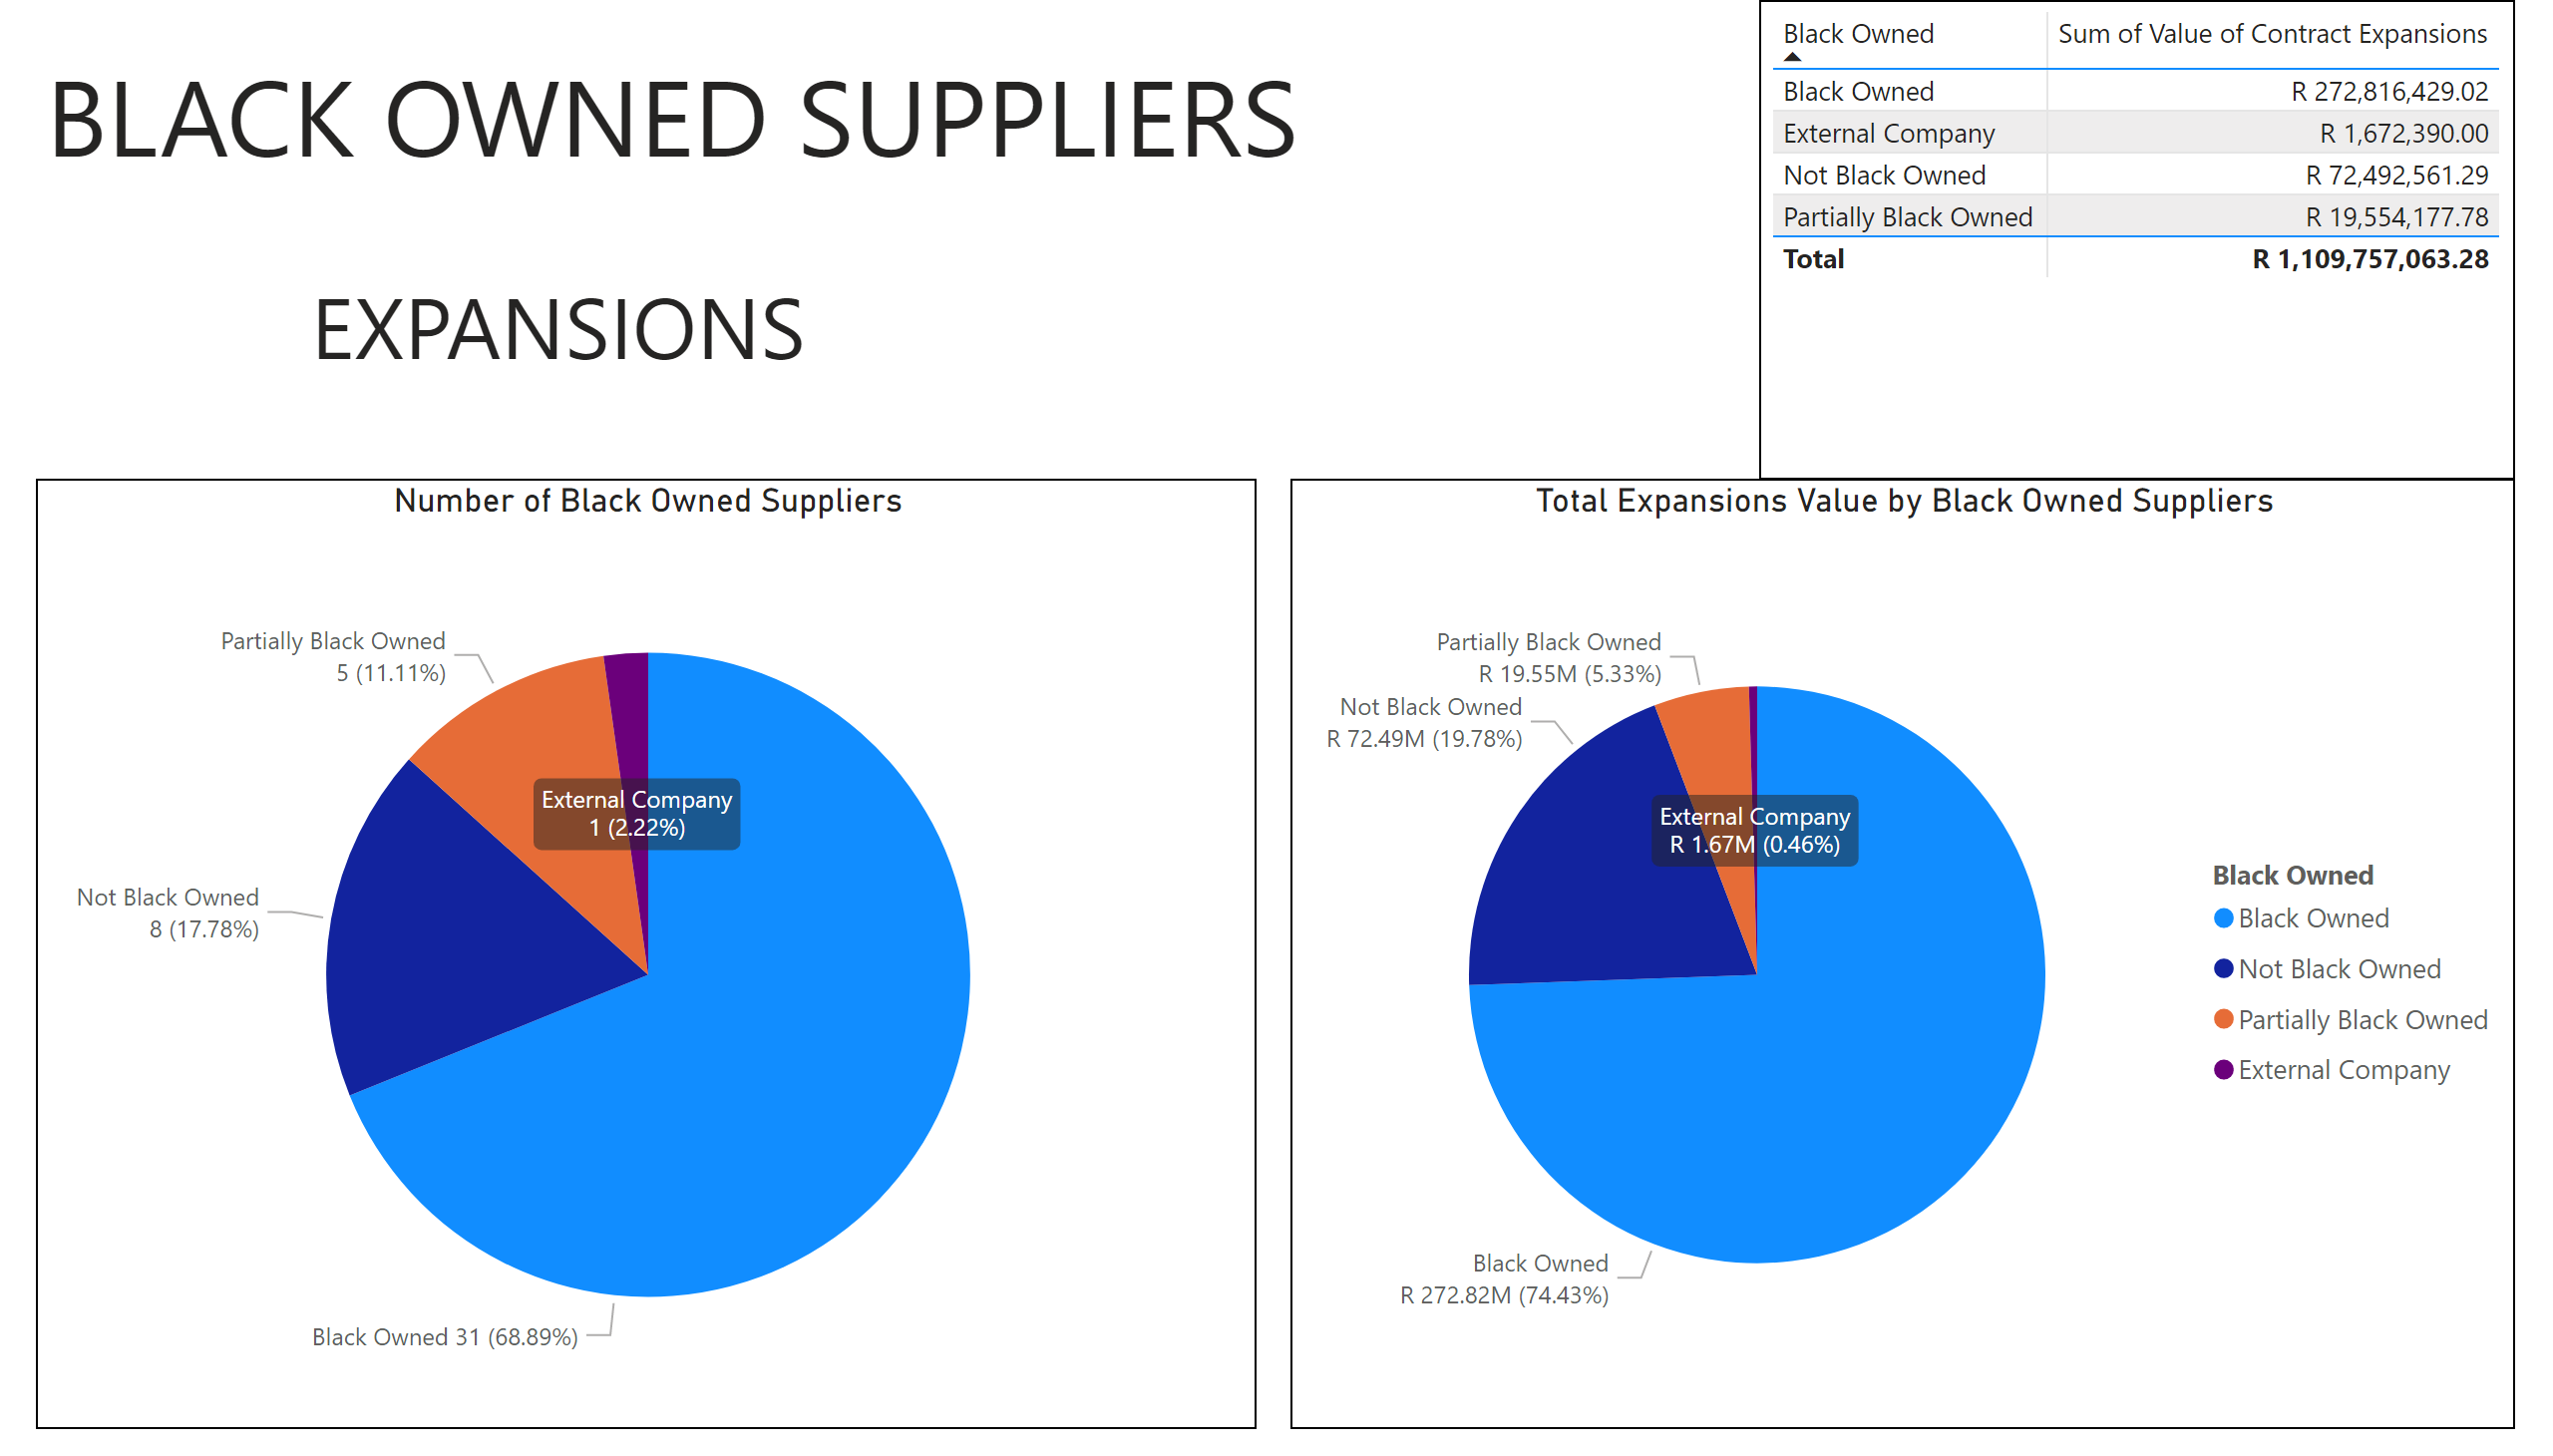 BLACK OWNED SUPPLIERS
EXPANSIONS
Black Owned Sum of Value of Contract Expansions
Black Owned R 272,816,429.02
External Company R 1,672,390.00
Not Black Owned R 72,492,561.29
Partially Black Owned R 19,554,177.78
Total R 1,109,757,063.28
Number of Black Owned Suppliers
Partially Black Owned
5 (11.11%)
External Company
1 (2.22%)
Not Black Owned
8 (17.78%)
Black Owned 31 (68.89%)
Total Expansions Value by Black Owned Suppliers
Partially Black Owned
R 19.55M (5.33%)
Not Black Owned
R 72.49M (19.78%)
External Company
R 1.67M (0.46%)
Black Owned
R 272.82M (74.43%)
Black Owned
Black Owned
Not Black Owned
Partially Black Owned
External Company